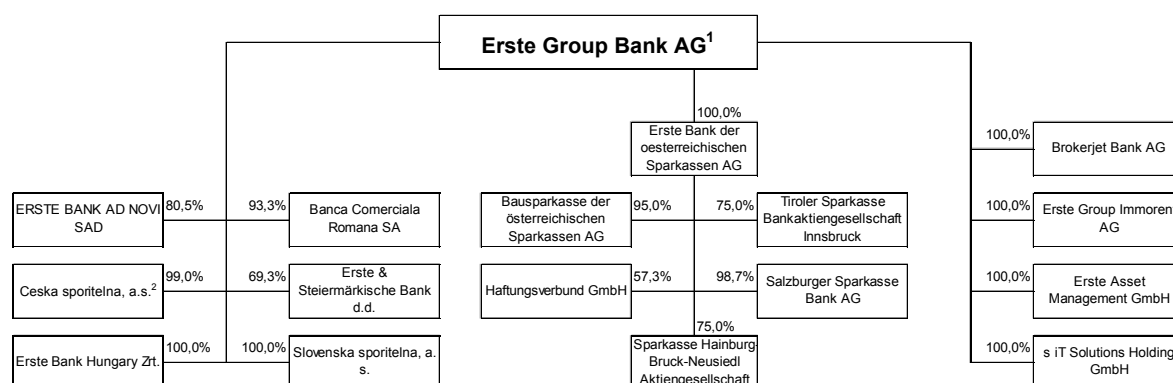 Erste Group Bank AG¹
100,0%
Erste Bank der
oesterreichischen
Sparkassen AG
100,0%
Brokerjet Bank AG
ERSTE BANK AD NOVI
SAD
80,5%
93,3%
Banca Comerciala
Romana SA
Bausparkasse der
österreichischen
Sparkassen AG
95,0%
75,0%
Tiroler Sparkasse
Bankaktiengesellschaft
Innsbruck
100,0%
Erste Group Immorent
AG
Ceska sporitelna, a.s.²
99,0%
69,3%
Erste &
Steiermärkische Bank
d.d.
Haftungsverbund GmbH
57,3%
98,7%
Salzburger Sparkasse
Bank AG
100,0%
Erste Asset
Management GmbH
Erste Bank Hungary Zrt.
100,0%
100,0%
Slovenska sporitelna, a.
s.
75,0%
Sparkasse Hainburg-
Bruck-Neusiedl
Aktiengesellschaft
100,0%
s iT Solutions Holding
GmbH